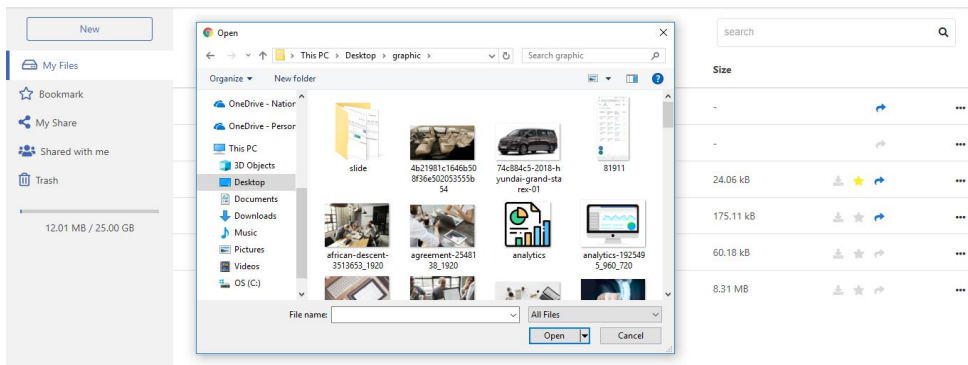 New
My Files
Bookmark
My Share
Shared with me
Trash
12.01 MB / 25.00 GB
Open
This PC > Desktop > graphic >
Search graphic
Organize
New folder
OneDrive - Nation
OneDrive - Person
This PC
3D Objects
Desktop
Documents
Downloads
Music
Pictures
Videos
OS (C:)
slide
4b21981c1646b50
8f36e502053555b
54
74c884c5-2018-h
yundai-grand-sta
rex-01
81911
african-descent-
3513653_1920
agreement-25481
38_1920
analytics
analytics-192549
5_960_720
File name:
All Files
Open
Cancel
search
Size
-
-
24.06 kB
175.11 kB
60.18 kB
8.31 MB